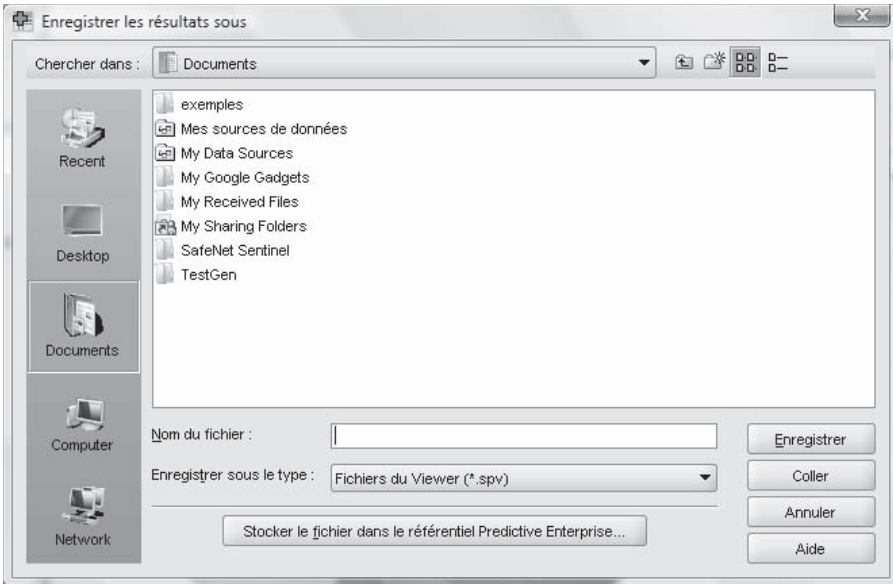 Enregistrer les résultats sous
Chercher dans :
Documents
Recent
Desktop
Documents
Computer
Network
exemples
Mes sources de données
My Data Sources
My Google Gadgets
My Received Files
My Sharing Folders
SafeNet Sentinel
TestGen
Nom du fichier :
Enregistrer
Enregistrer sous le type : Fichiers du Viewer (*.spv)
Coller
Annuler
Stocker le fichier dans le référentiel Predictive Enterprise...
Aide